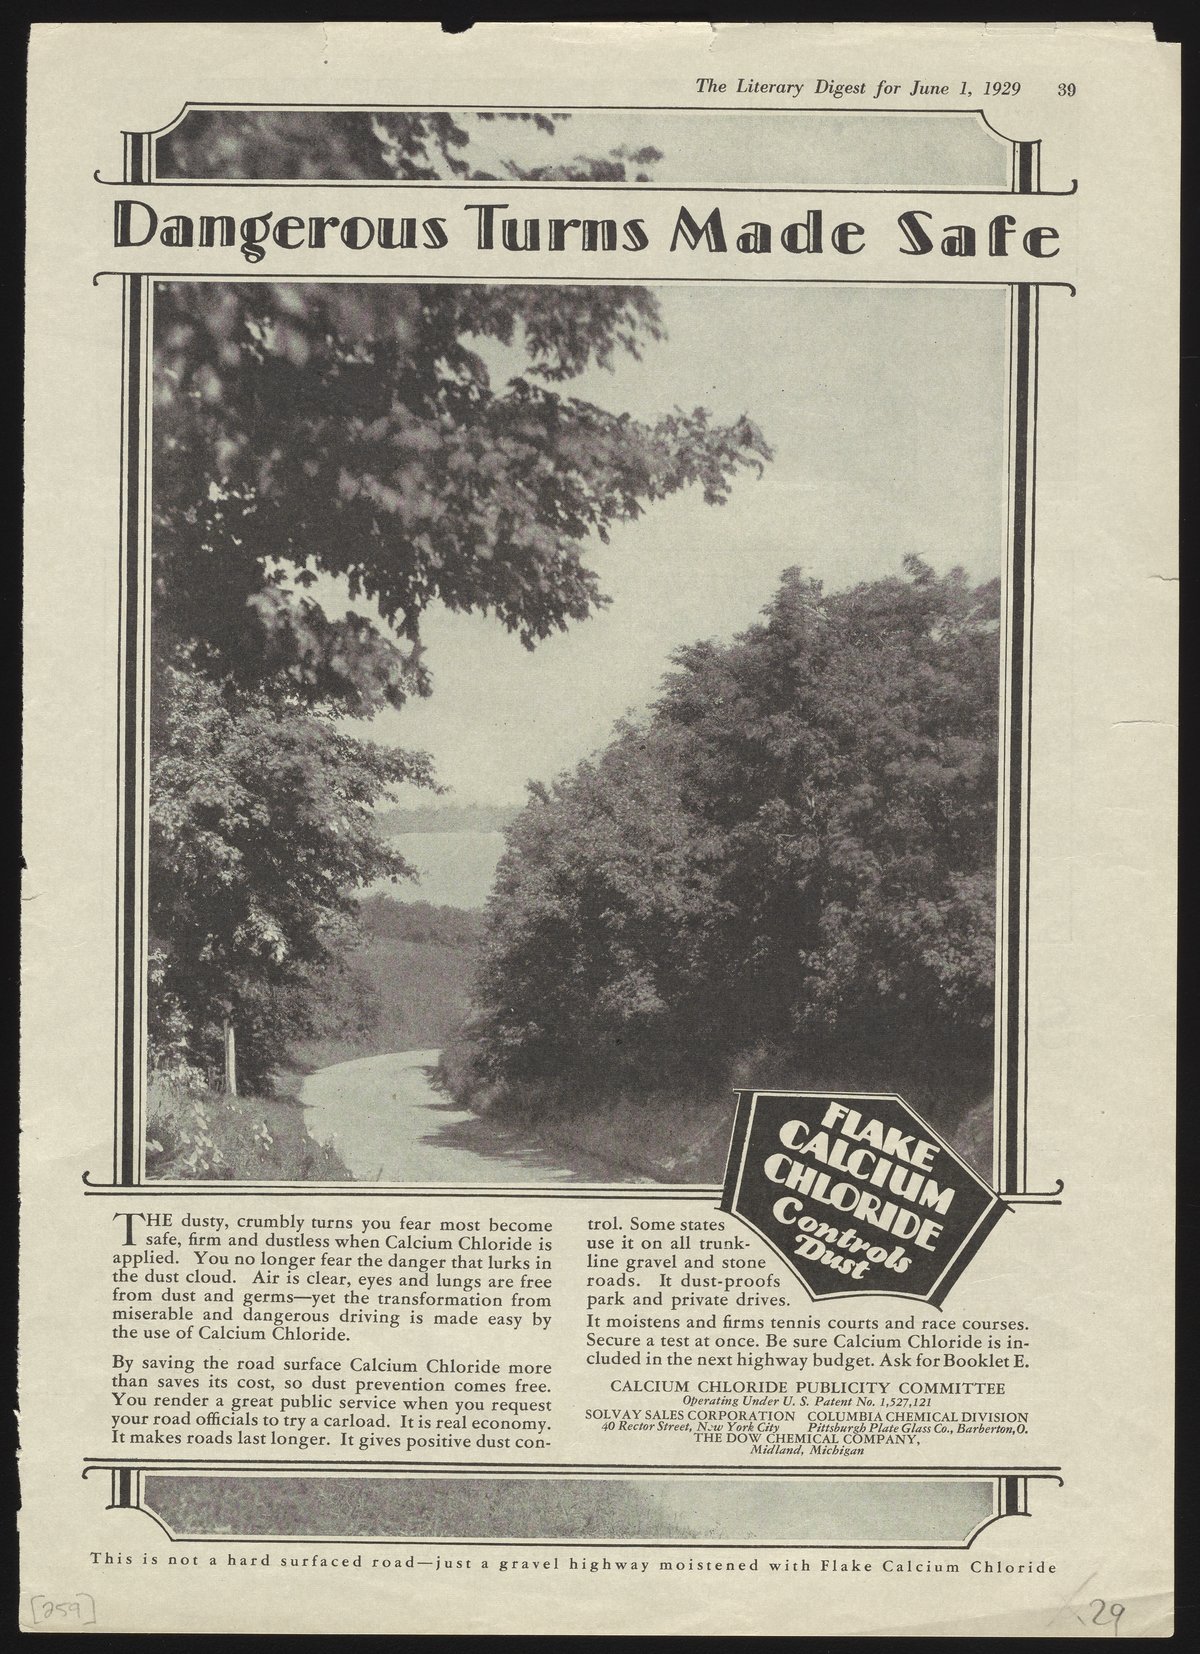 The Literary Digest for June 1, 1929 39
Dangerous Turns Made Safe
FLAKE
CALCIUM
CHLORIDE
Controls
Dust
THE dusty, crumbly turns you fear most become
safe, firm and dustless when Calcium Chloride is
applied. You no longer fear the danger that lurks in
the dust cloud. Air is clear, eyes and lungs are free
from dust and germs—yet the transformation from
miserable and dangerous driving is made easy by
the use of Calcium Chloride.
By saving the road surface Calcium Chloride more
than saves its cost, so dust prevention comes free.
You render a great public service when you request
your road officials to try a carload. It is real economy.
It makes roads last longer. It gives positive dust con-
trol. Some states
use it on all trunk-
line gravel and stone
roads. It dust-proofs
park and private drives.
It moistens and firms tennis courts and race courses.
Secure a test at once. Be sure Calcium Chloride is in-
cluded in the next highway budget. Ask for Booklet E.
CALCIUM CHLORIDE PUBLICITY COMMITTEE
Operating Under U. S. Patent No. 1,527,121
SOLVAY SALES CORPORATION COLUMBIA CHEMICAL DIVISION
40 Rector Street, New York City Pittsburgh Plate Glass Co., Barberton, O.
THE DOW CHEMICAL COMPANY,
Midland, Michigan
This is not a hard surfaced road—just a gravel highway moistened with Flake Calcium Chloride
[259]
29